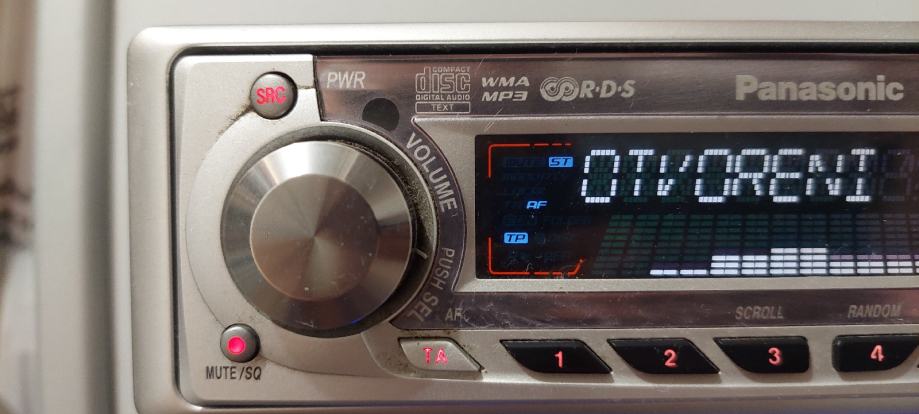 SRC
PWR
COMPACT
disc
DIGITAL AUDIO
TEXT
WMA
MP3
R·D·S
Panasonic
VOLUME
PUSH SEL
ST
AF
TP
OTVORENI
AF
SCROLL
RANDOM
MUTE/SQ
TA
1
2
3
4